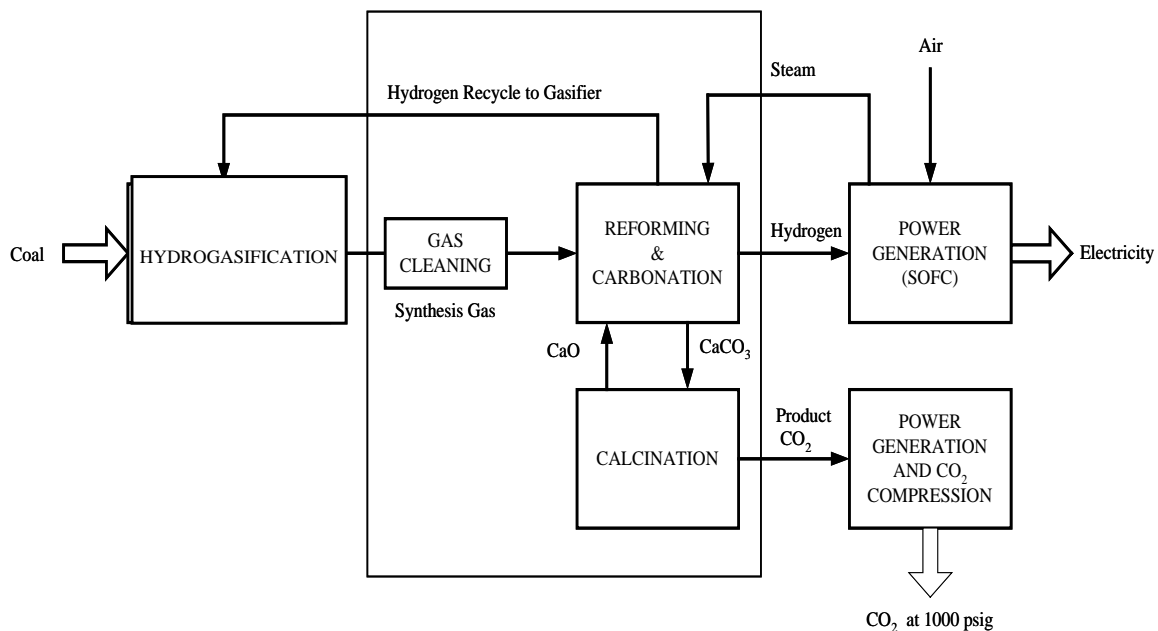 Air
Steam
Hydrogen Recycle to Gasifier
Coal
HYDROGASIFICATION
GAS
CLEANING
Synthesis Gas
REFORMING
&
CARBONATION
Hydrogen
POWER
GENERATION
(SOFC)
Electricity
CaO
CaCO₃
CALCINATION
Product
CO₂
POWER
GENERATION
AND CO₂
COMPRESSION
CO₂ at 1000 psig